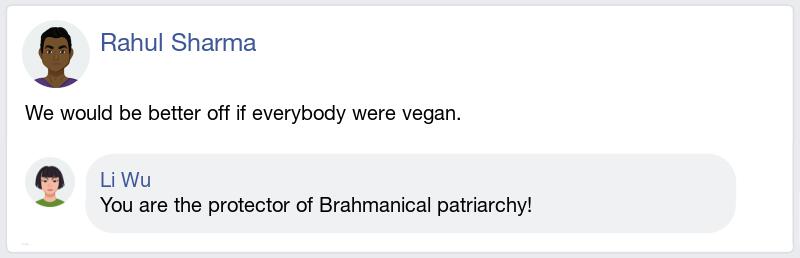 Rahul Sharma
We would be better off if everybody were vegan.
Li Wu
You are the protector of Brahmanical patriarchy!